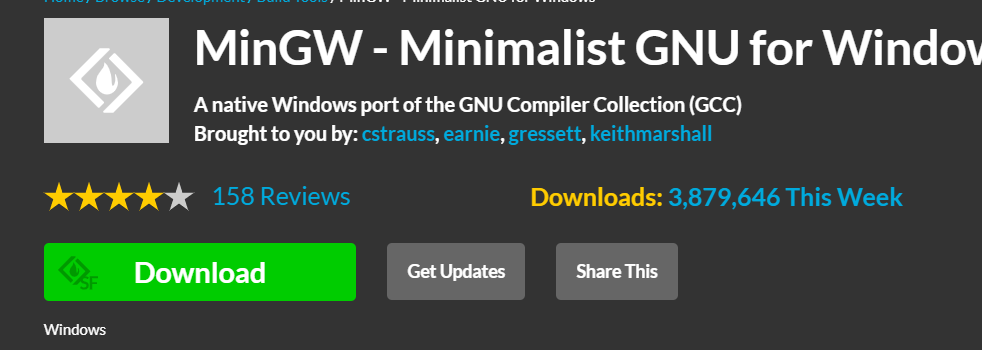 Home / Browse / Development / Build Tools / MinGW - Minimalist GNU for Windows
MinGW - Minimalist GNU for Window
A native Windows port of the GNU Compiler Collection (GCC)
Brought to you by: cstrauss, earnie, gressett, keithmarshall
158 Reviews
Downloads: 3,879,646 This Week
SF
Download
Get Updates
Share This
Windows